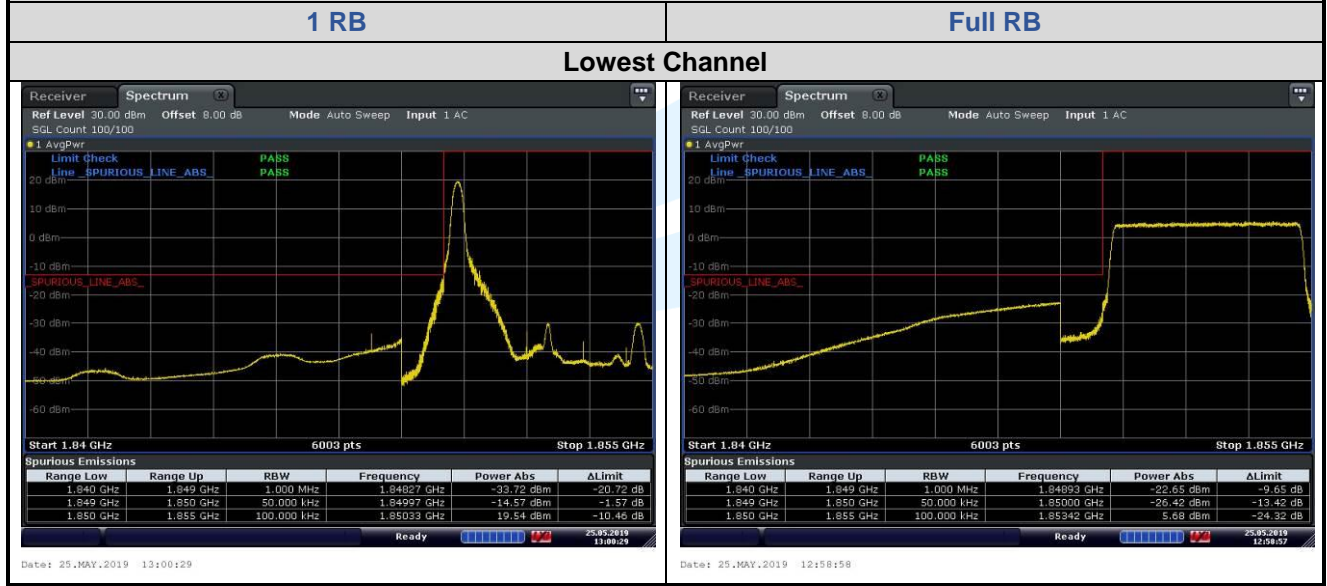 1 RB
Full RB
Lowest Channel
Receiver Spectrum
Ref Level 30.00 dBm Offset 8.00 dB Mode Auto Sweep Input 1 AC
SGL Count 100/100
1 AvgPwr
Limit Check PASS
Line _SPURIOUS_LINE_ABS_ PASS
20 dBm
10 dBm
0 dBm
-10 dBm
_SPURIOUS_LINE_ABS_
-20 dBm
-30 dBm
-40 dBm
-50 dBm
-60 dBm
Start 1.84 GHz 6003 pts Stop 1.855 GHz
Spurious Emissions
Range Low Range Up RBW Frequency Power Abs ΔLimit
1.840 GHz 1.849 GHz 1.000 MHz 1.84827 GHz -33.72 dBm -20.72 dB
1.849 GHz 1.850 GHz 50.000 kHz 1.84997 GHz -14.57 dBm -1.57 dB
1.850 GHz 1.855 GHz 100.000 kHz 1.85033 GHz 19.54 dBm -10.46 dB
Ready 25.05.2019
13:00:29
Date: 25.MAY.2019 13:00:29
Receiver Spectrum
Ref Level 30.00 dBm Offset 8.00 dB Mode Auto Sweep Input 1 AC
SGL Count 100/100
1 AvgPwr
Limit Check PASS
Line _SPURIOUS_LINE_ABS_ PASS
20 dBm
10 dBm
0 dBm
-10 dBm
_SPURIOUS_LINE_ABS_
-20 dBm
-30 dBm
-40 dBm
-50 dBm
-60 dBm
Start 1.84 GHz 6003 pts Stop 1.855 GHz
Spurious Emissions
Range Low Range Up RBW Frequency Power Abs ΔLimit
1.840 GHz 1.849 GHz 1.000 MHz 1.84893 GHz -22.65 dBm -9.65 dB
1.849 GHz 1.850 GHz 50.000 kHz 1.85000 GHz -26.42 dBm -13.42 dB
1.850 GHz 1.855 GHz 100.000 kHz 1.85342 GHz 5.68 dBm -24.32 dB
Ready 25.05.2019
12:58:57
Date: 25.MAY.2019 12:58:58